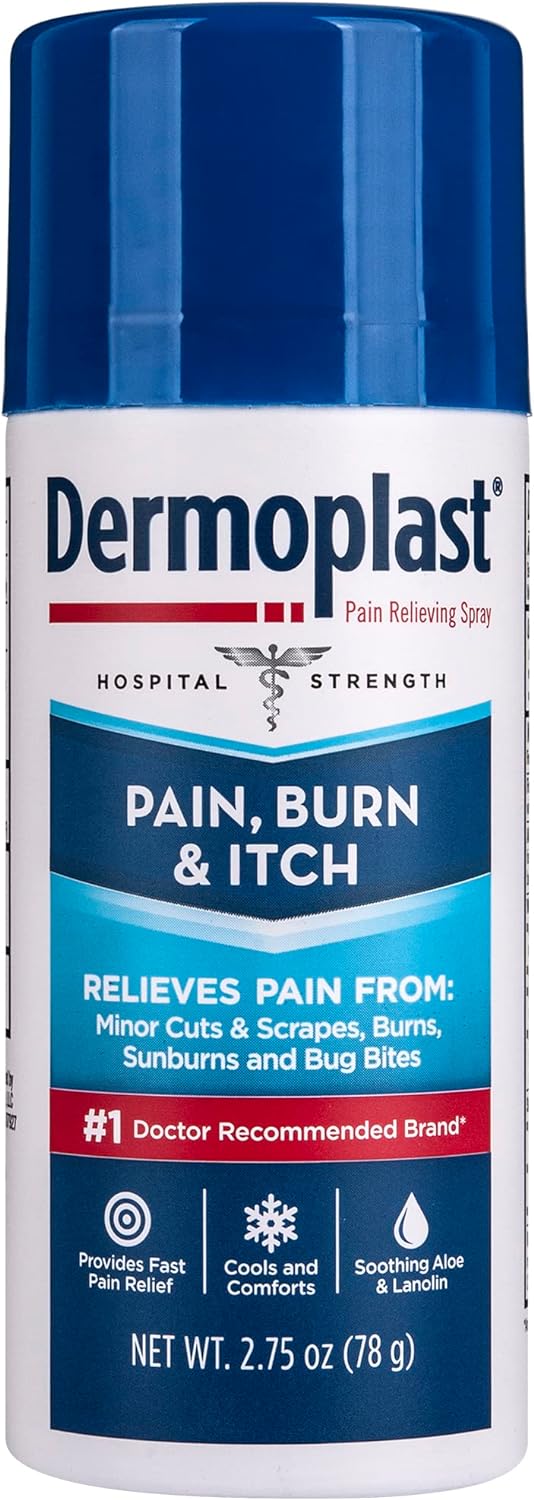 Dermoplast®
Pain Relieving Spray
HOSPITAL STRENGTH
PAIN, BURN
& ITCH
RELIEVES PAIN FROM:
Minor Cuts & Scrapes, Burns,
Sunburns and Bug Bites
#1 Doctor Recommended Brand*
Provides Fast
Pain Relief
Cools and
Comforts
Soothing Aloe
& Lanolin
NET WT. 2.75 oz (78 g)